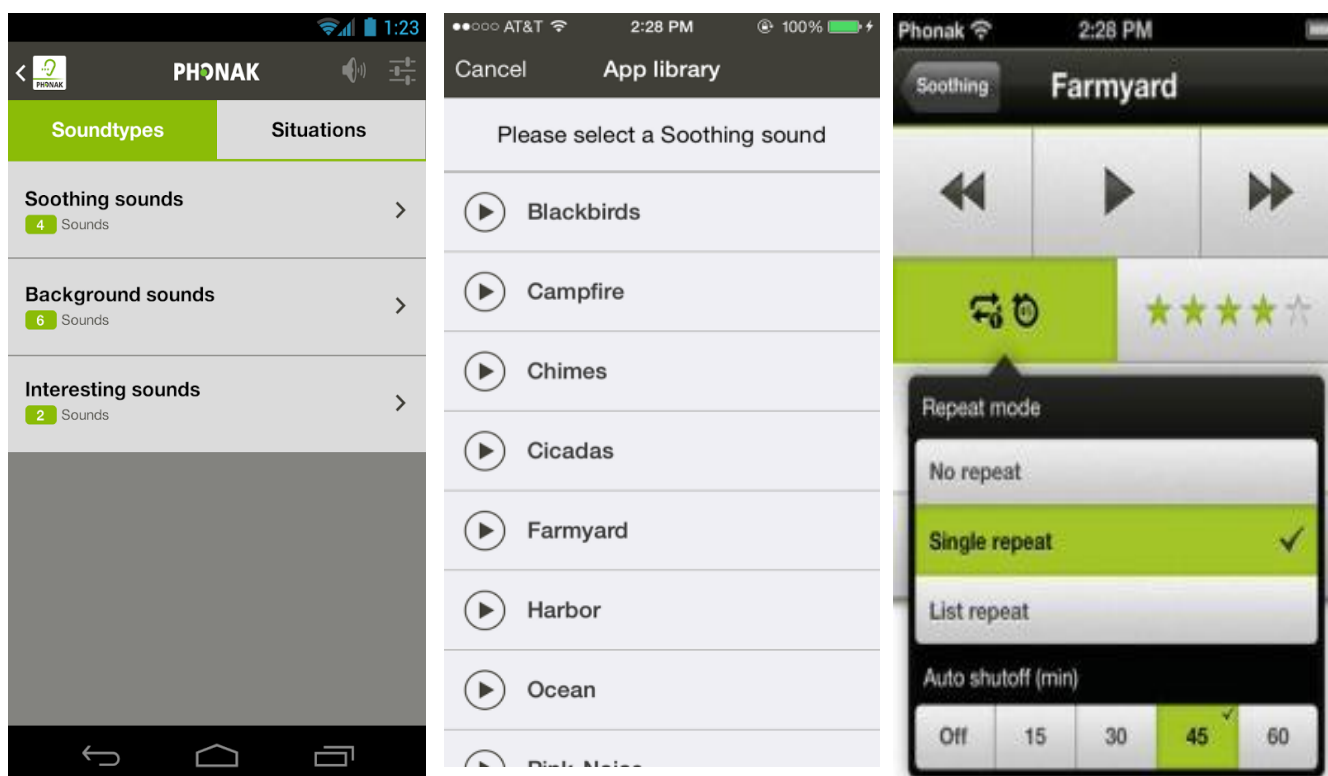 1:23
PHONAK
PHONAK
Soundtypes
Situations
Soothing sounds
4 Sounds
Background sounds
6 Sounds
Interesting sounds
2 Sounds
AT&T
2:28 PM
100%
Cancel
App library
Please select a Soothing sound
Blackbirds
Campfire
Chimes
Cicadas
Farmyard
Harbor
Ocean
Pink Noise
Phonak
2:28 PM
Soothing
Farmyard
Repeat mode
No repeat
Single repeat
List repeat
Auto shutoff (min)
Off 15 30 45 60